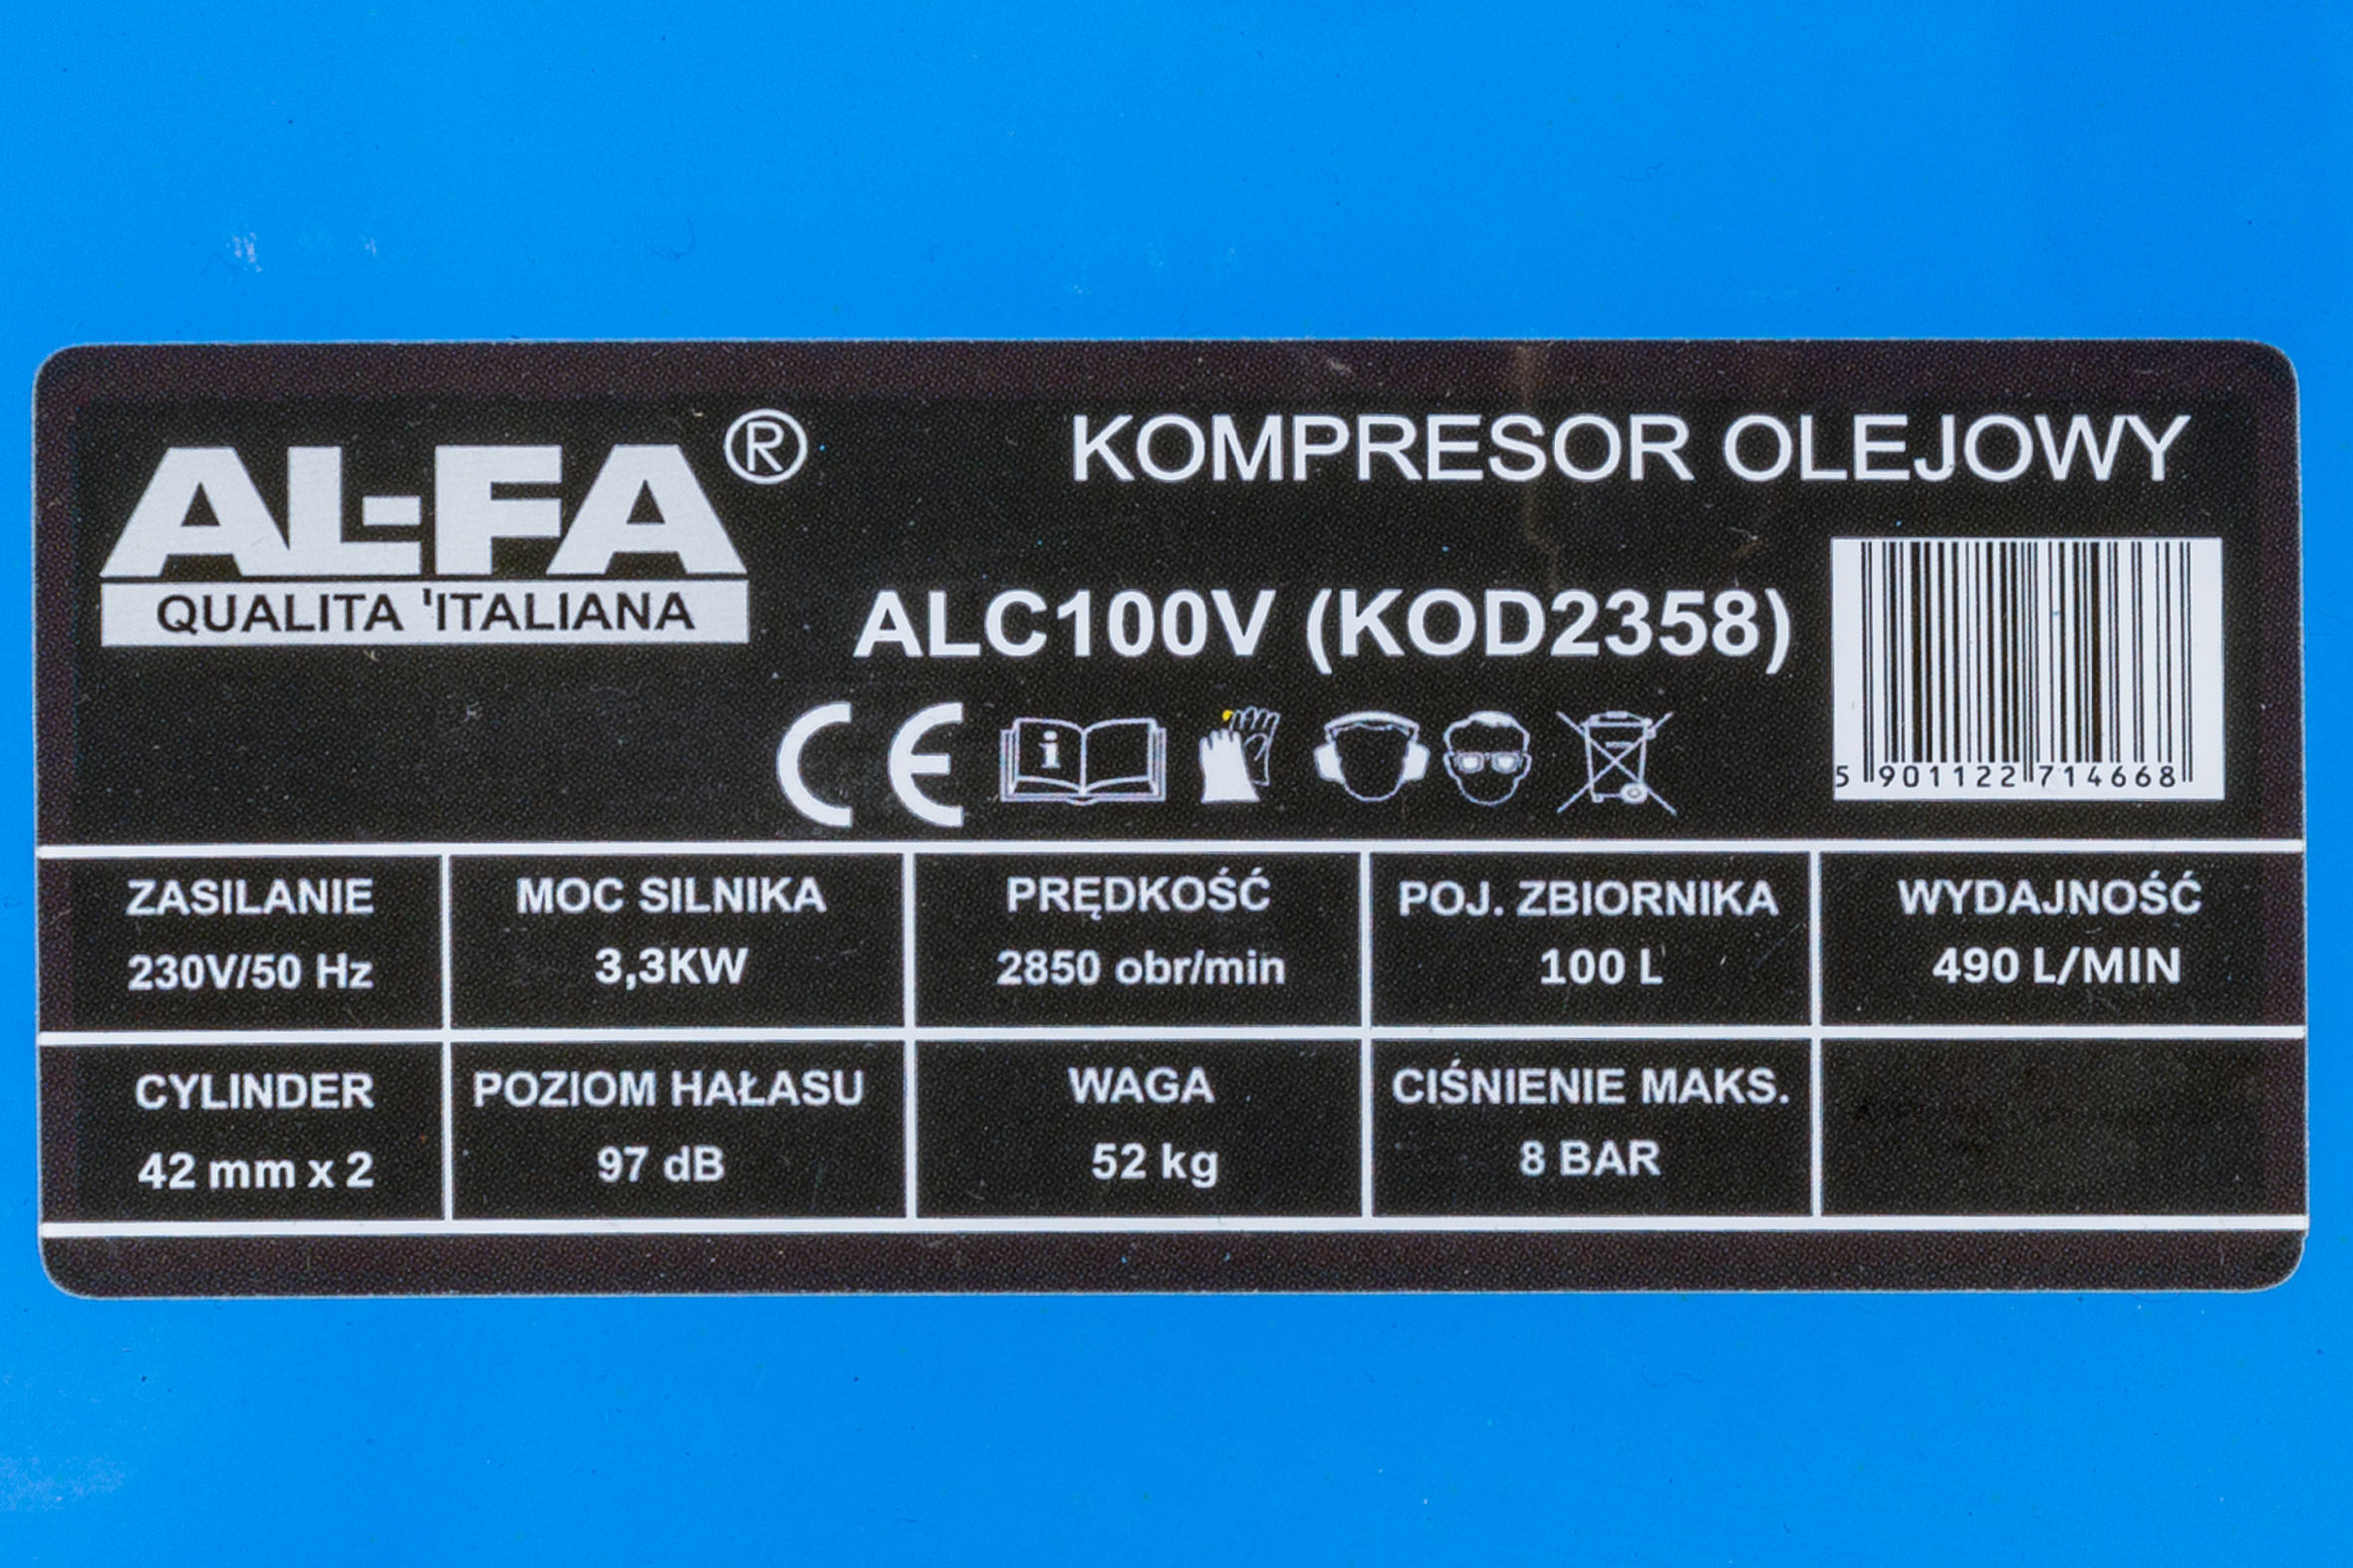 AL-FA®
QUALITA 'ITALIANA
KOMPRESOR OLEJOWY
ALC100V (KOD2358)
CE
i
5 901122 714668
ZASILANIE
230V/50 Hz
MOC SILNIKA
3,3KW
PRĘDKOŚĆ
2850 obr/min
POJ. ZBIORNIKA
100 L
WYDAJNOŚĆ
490 L/MIN
CYLINDER
42 mm x 2
POZIOM HAŁASU
97 dB
WAGA
52 kg
CIŚNIENIE MAKS.
8 BAR